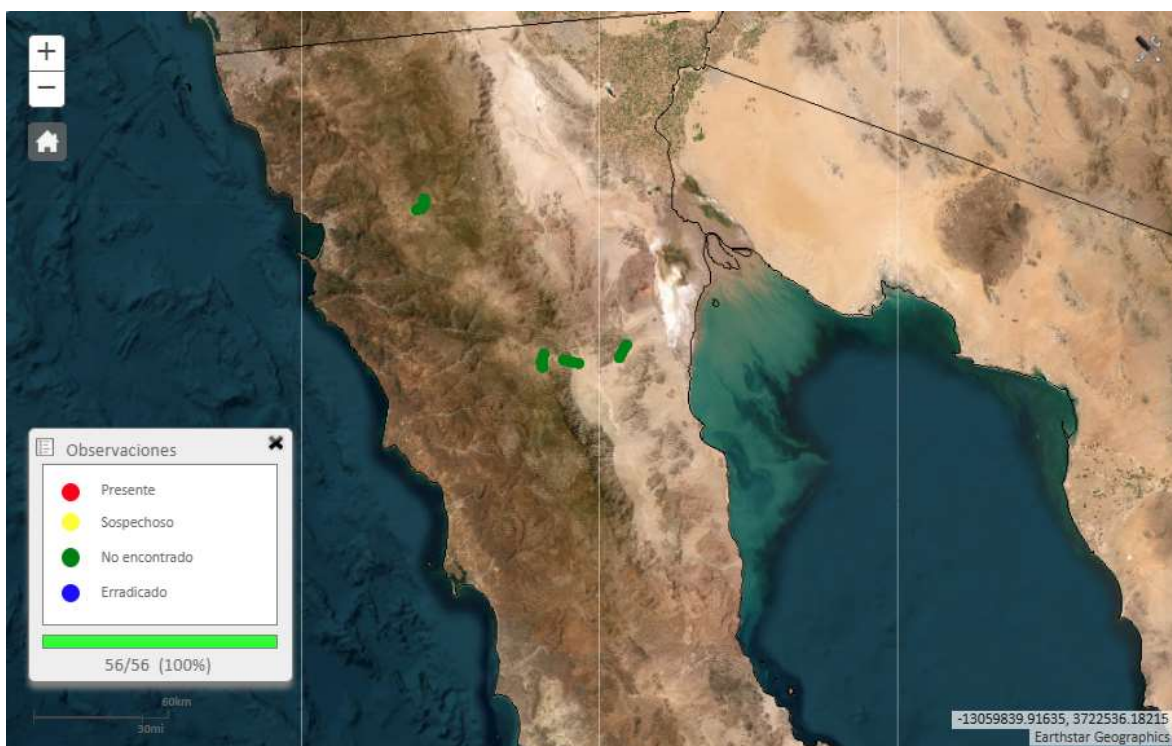 +
−
Observaciones
Presente
Sospechoso
No encontrado
Erradicado
56/56 (100%)
60km
30mi
-13059839.91635, 3722536.18215
Earthstar Geographics